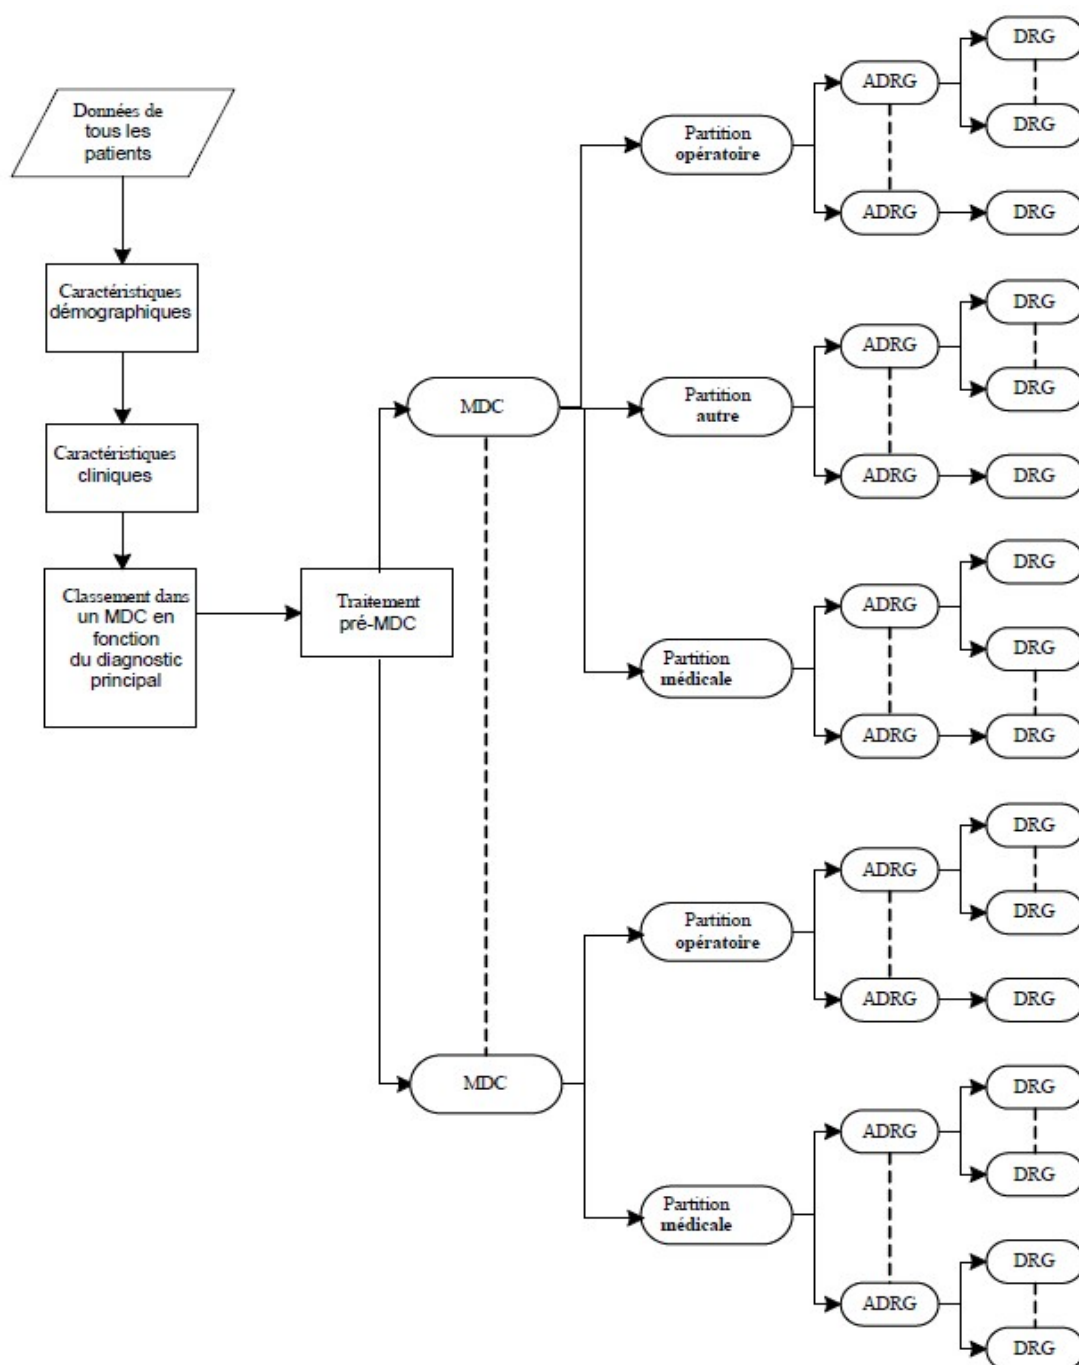 Données de
tous les
patients
Caractéristiques
démographiques
Caractéristiques
cliniques
Classement dans
un MDC en
fonction
du diagnostic
principal
Traitement
pré-MDC
MDC
MDC
Partition
opératoire
ADRG
DRG
DRG
ADRG
DRG
Partition
autre
ADRG
DRG
DRG
ADRG
DRG
Partition
médicale
ADRG
DRG
DRG
ADRG
DRG
Partition
opératoire
ADRG
DRG
DRG
ADRG
DRG
Partition
médicale
ADRG
DRG
DRG
ADRG
DRG
DRG